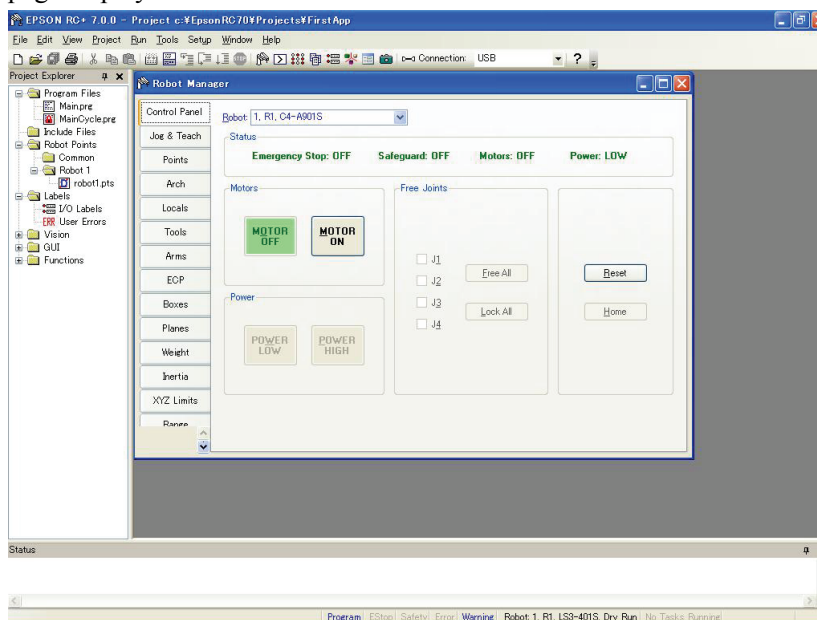 EPSON RC+ 7.0.0 - Project c:¥EpsonRC70¥Projects¥FirstApp
File Edit View Project Run Tools Setup Window Help
Connection: USB
Project Explorer
Program Files
Main.prg
MainCycle.prg
Include Files
Robot Points
Common
Robot 1
robot1.pts
Labels
I/O Labels
ERR User Errors
Vision
GUI
Functions
Robot Manager
Control Panel
Jog & Teach
Points
Arch
Locals
Tools
Arms
ECP
Boxes
Planes
Weight
Inertia
XYZ Limits
Range
Robot: 1, R1, C4-A901S
Status
Emergency Stop: OFF Safeguard: OFF Motors: OFF Power: LOW
Motors
MOTOR OFF
MOTOR ON
Power
POWER LOW
POWER HIGH
Free Joints
J1
J2
J3
J4
Free All
Lock All
Reset
Home
Status
Program EStop Safety Error Warning Robot: 1, R1, LS3-401S, Dry Run No Tasks Running